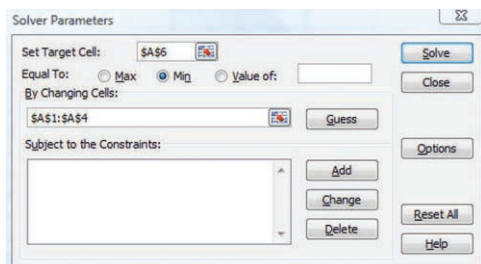 Solver Parameters
Set Target Cell: $A$6 Solve
Equal To: Max Min Value of: Close
By Changing Cells:
$A$1:$A$4 Guess
Subject to the Constraints: Options
Add
Change
Reset All
Delete
Help